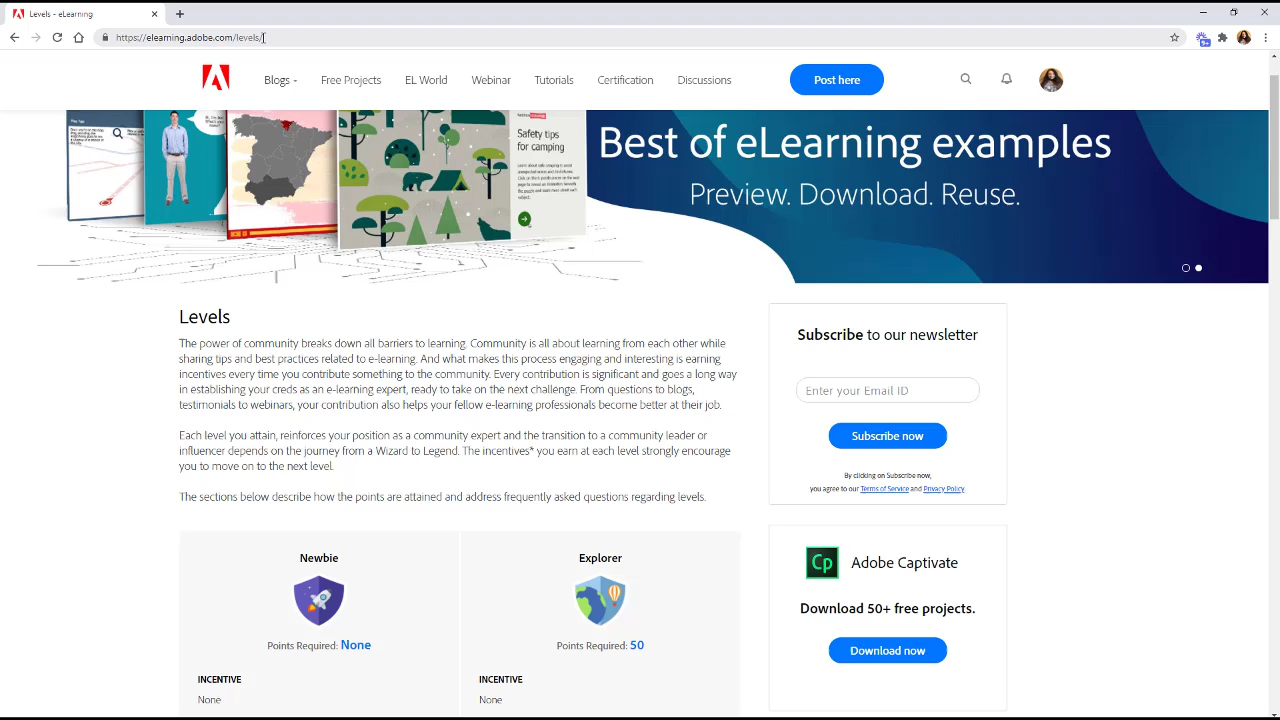 Levels - eLearning
https://elearning.adobe.com/levels/
Blogs
Free Projects
EL World
Webinar
Tutorials
Certification
Discussions
Post here
Safety tips
for camping
Best of eLearning examples
Preview. Download. Reuse.
Levels
The power of community breaks down all barriers to learning. Community is all about learning from each other while
sharing tips and best practices related to e-learning. And what makes this process engaging and interesting is earning
incentives every time you contribute something to the community. Every contribution is significant and goes a long way
in establishing your creds as an e-learning expert, ready to take on the next challenge. From questions to blogs,
testimonials to webinars, your contribution also helps your fellow e-learning professionals become better at their job.
Each level you attain, reinforces your position as a community expert and the transition to a community leader or
influencer depends on the journey from a Wizard to Legend. The incentives* you earn at each level strongly encourage
you to move on to the next level.
The sections below describe how the points are attained and address frequently asked questions regarding levels.
Newbie
Points Required: None
INCENTIVE
None
Explorer
Points Required: 50
INCENTIVE
None
Subscribe to our newsletter
Enter your Email ID
Subscribe now
By clicking on Subscribe now,
you agree to our Terms of Service and Privacy Policy.
Cp
Adobe Captivate
Download 50+ free projects.
Download now